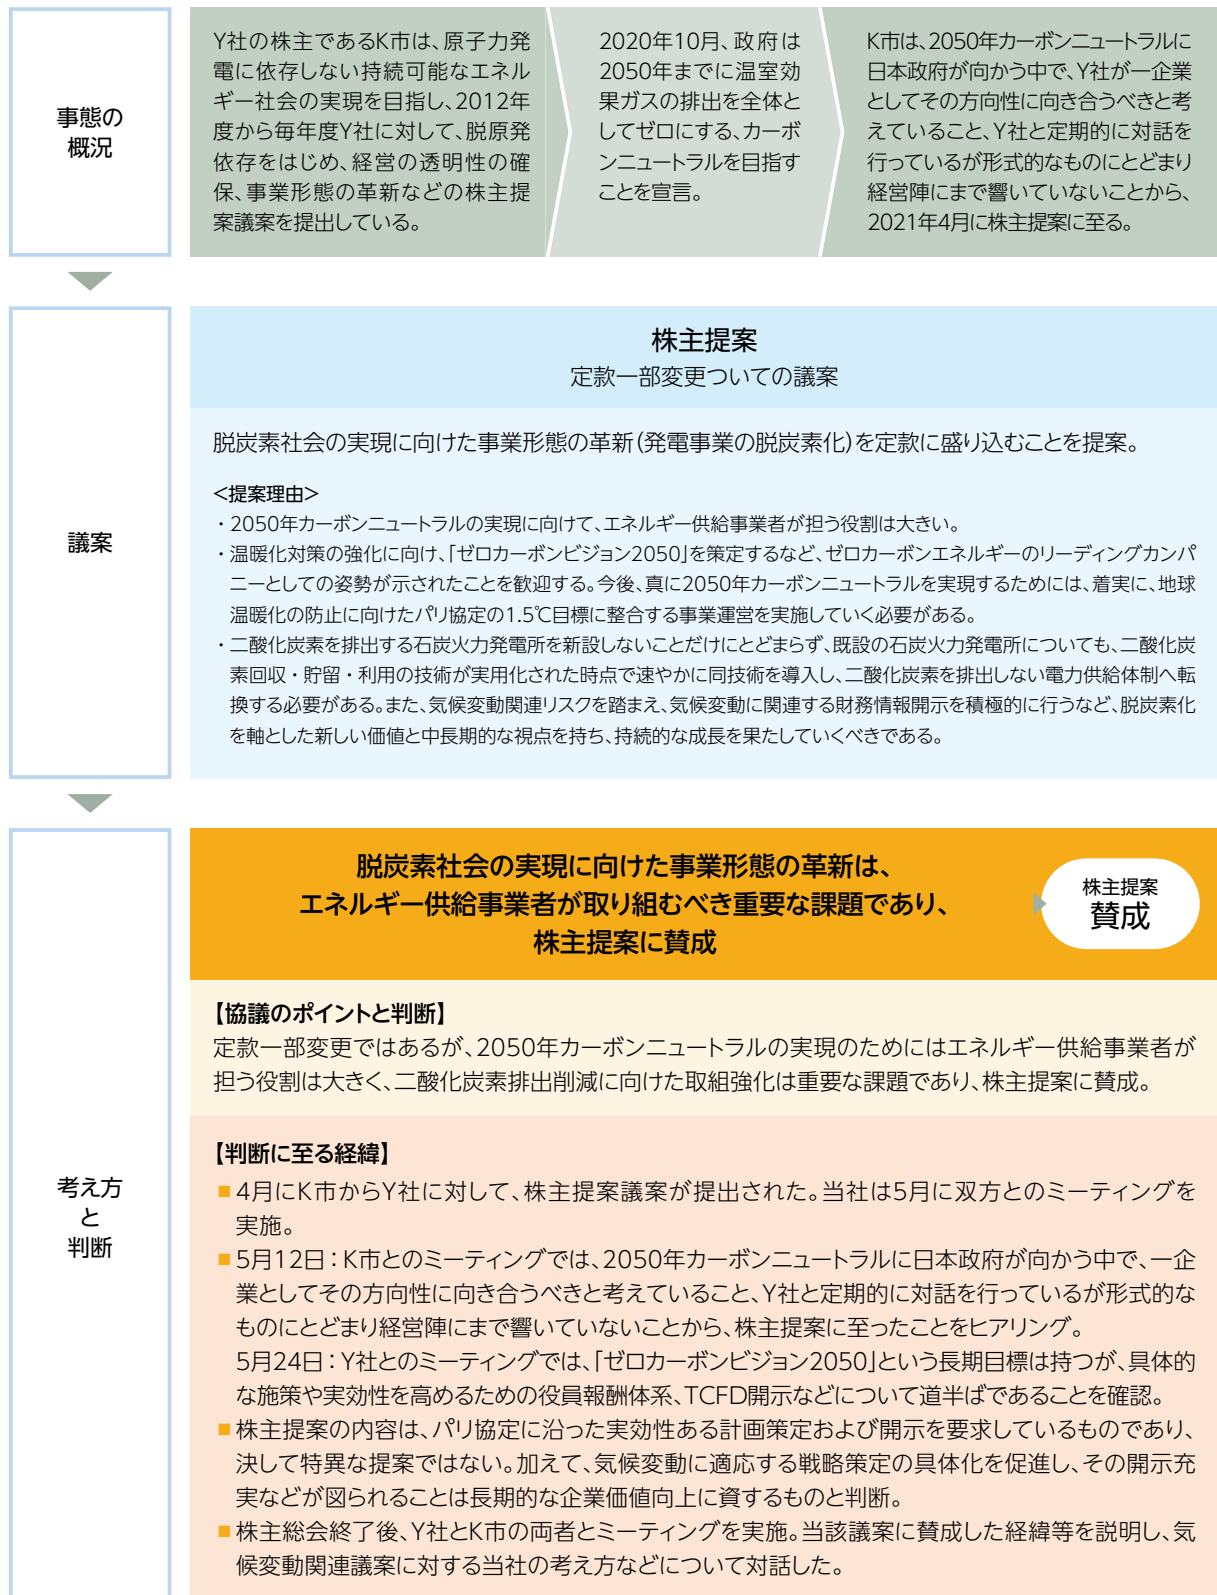 事態の
概況
Y社の株主であるK市は、原子力発
電に依存しない持続可能なエネル
ギー社会の実現を目指し、2012年
度から毎年度Y社に対して、脱原発
依存をはじめ、経営の透明性の確
保、事業形態の革新などの株主提
案議案を提出している。
2020年10月、政府は
2050年までに温室効
果ガスの排出を全体と
してゼロにする、カーボ
ンニュートラルを目指す
ことを宣言。
K市は、2050年カーボンニュートラルに
日本政府が向かう中で、Y社が一企業
としてその方向性に向き合うべきと考
えていること、Y社と定期的に対話を
行っているが形式的なものにとどまり
経営陣にまで響いていないことから、
2021年4月に株主提案に至る。
議案
株主提案
定款一部変更ついての議案
脱炭素社会の実現に向けた事業形態の革新(発電事業の脱炭素化)を定款に盛り込むことを提案。
<提案理由>
・2050年カーボンニュートラルの実現に向けて、エネルギー供給事業者が担う役割は大きい。
・温暖化対策の強化に向け、「ゼロカーボンビジョン2050」を策定するなど、ゼロカーボンエネルギーのリーディングカンパ
ニーとしての姿勢が示されたことを歓迎する。今後、真に2050年カーボンニュートラルを実現するためには、着実に、地球
温暖化の防止に向けたパリ協定の1.5℃目標に整合する事業運営を実施していく必要がある。
・二酸化炭素を排出する石炭火力発電所を新設しないことだけにとどまらず、既設の石炭火力発電所についても、二酸化炭
素回収・貯留・利用の技術が実用化された時点で速やかに同技術を導入し、二酸化炭素を排出しない電力供給体制へ転
換する必要がある。また、気候変動関連リスクを踏まえ、気候変動に関連する財務情報開示を積極的に行うなど、脱炭素化
を軸とした新しい価値と中長期的な視点を持ち、持続的な成長を果たしていくべきである。
考え方
と
判断
脱炭素社会の実現に向けた事業形態の革新は、
エネルギー供給事業者が取り組むべき重要な課題であり、
株主提案に賛成
株主提案
賛成
【協議のポイントと判断】
定款一部変更ではあるが、2050年カーボンニュートラルの実現のためにはエネルギー供給事業者が
担う役割は大きく、二酸化炭素排出削減に向けた取組強化は重要な課題であり、株主提案に賛成。
【判断に至る経緯】
■4月にK市からY社に対して、株主提案議案が提出された。当社は5月に双方とのミーティングを
実施。
■5月12日：K市とのミーティングでは、2050年カーボンニュートラルに日本政府が向かう中で、一企
業としてその方向性に向き合うべきと考えていること、Y社と定期的に対話を行っているが形式的な
ものにとどまり経営陣にまで響いていないことから、株主提案に至ったことをヒアリング。
5月24日：Y社とのミーティングでは、「ゼロカーボンビジョン2050」という長期目標は持つが、具体的
な施策や実効性を高めるための役員報酬体系、TCFD開示などについて道半ばであることを確認。
■株主提案の内容は、パリ協定に沿った実効性ある計画策定および開示を要求しているものであり、
決して特異な提案ではない。加えて、気候変動に適応する戦略策定の具体化を促進し、その開示充
実などが図られることは長期的な企業価値向上に資するものと判断。
■株主総会終了後、Y社とK市の両者とミーティングを実施。当該議案に賛成した経緯等を説明し、気
候変動関連議案に対する当社の考え方などについて対話した。